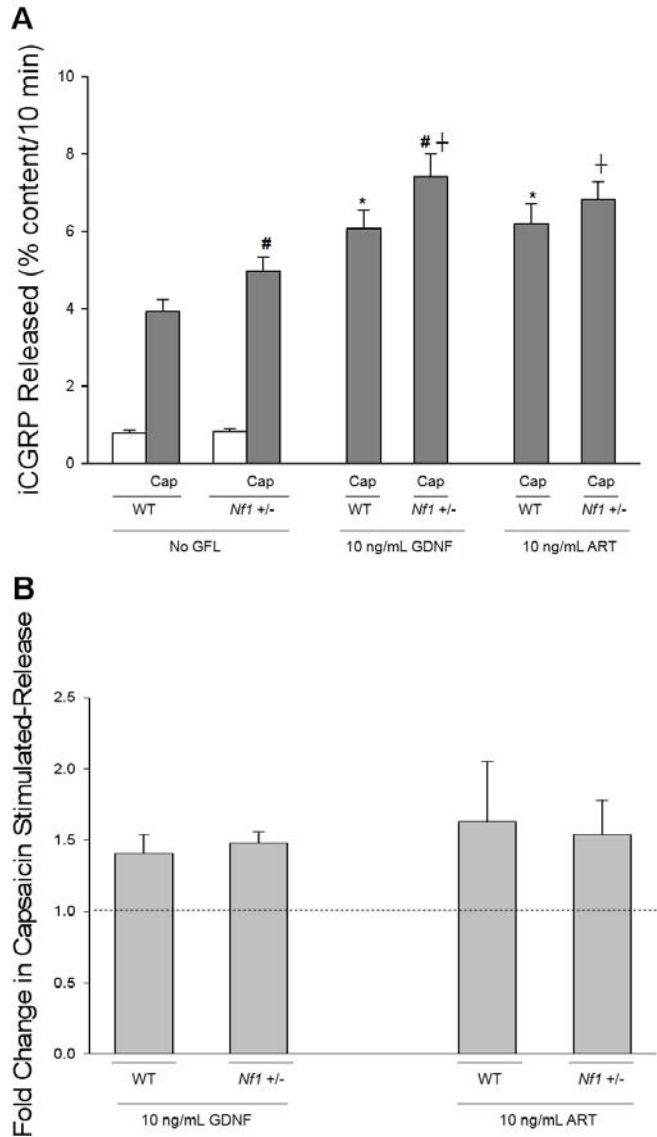 A
iCGRP Released (% content/10 min)
10
8
6
4
2
0
#
*
# ┼
*
┼
Cap Cap Cap Cap Cap Cap
WT Nf1 +/- WT Nf1 +/- WT Nf1 +/-
No GFL 10 ng/mL GDNF 10 ng/mL ART
B
Fold Change in Capsaicin Stimulated-Release
2.5
2.0
1.5
1.0
0.5
0.0
WT Nf1 +/- WT Nf1 +/-
10 ng/mL GDNF 10 ng/mL ART